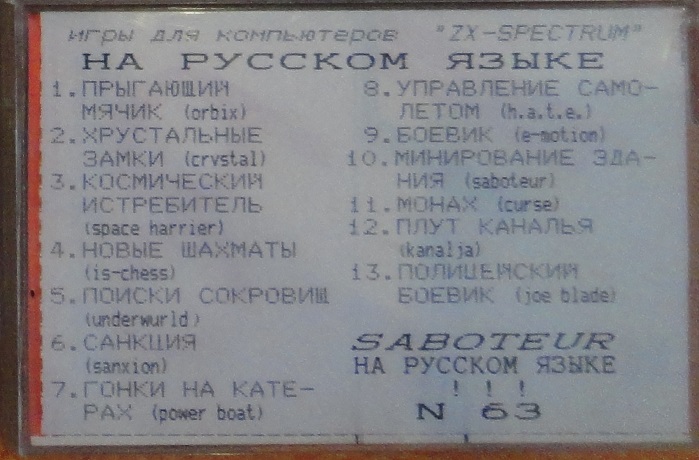 игры для компьютеров "ZX-SPECTRUM"
НА РУССКОМ ЯЗЫКЕ
1.ПРЫГАЮЩИЙ
МЯЧИК (orbix)
2.ХРУСТАЛЬНЫЕ
ЗАМКИ (crystal)
3.КОСМИЧЕСКИЙ
ИСТРЕБИТЕЛЬ
(space harrier)
4.НОВЫЕ ШАХМАТЫ
(is-chess)
5.ПОИСКИ СОКРОВИЩ
(underwurld)
6.САНКЦИЯ
(sanxion)
7.ГОНКИ НА КАТЕ-
РАХ (power boat)
8.УПРАВЛЕНИЕ САМО-
ЛЕТОМ (h.a.t.e.)
9.БОЕВИК (e-motion)
10.МИНИРОВАНИЕ ЗДА-
НИЯ (saboteur)
11.МОНАХ (curse)
12.ПЛУТ КАНАЛЬЯ
(kanalja)
13.ПОЛИЦЕЙСКИЙ
БОЕВИК (joe blade)
SABOTEUR
НА РУССКОМ ЯЗЫКЕ
! ! !
N 63